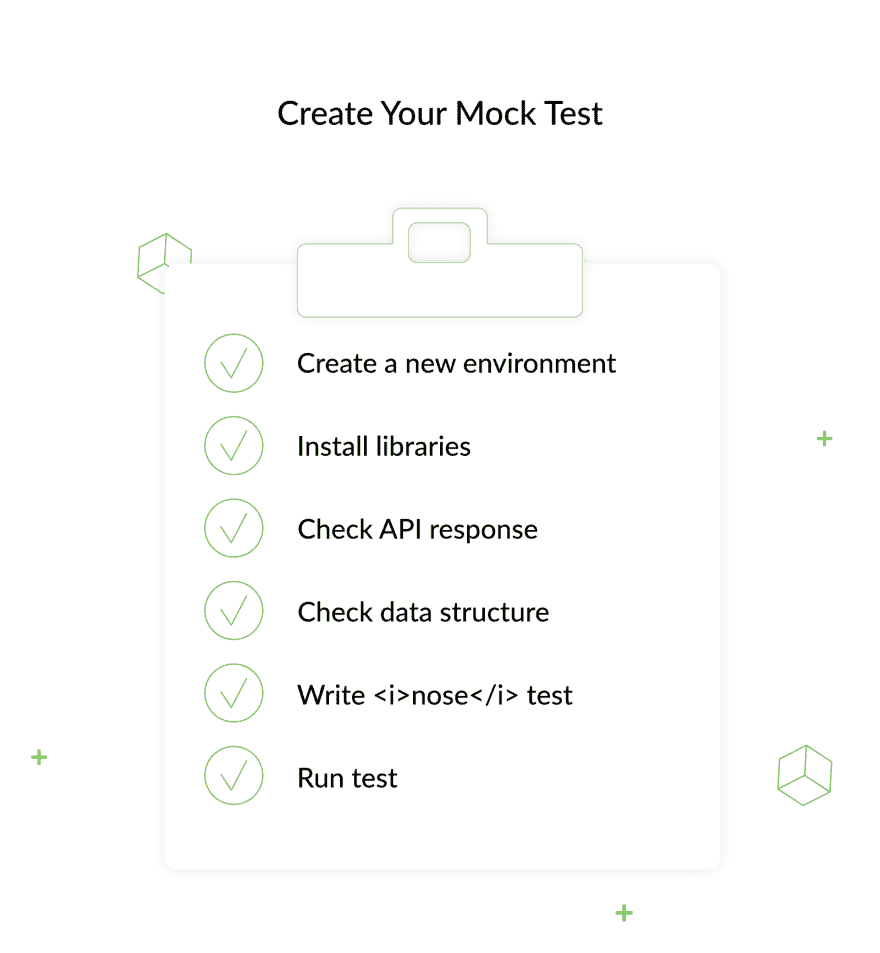 Create Your Mock Test
Create a new environment
Install libraries
Check API response
Check data structure
Write <i>nose</i> test
Run test